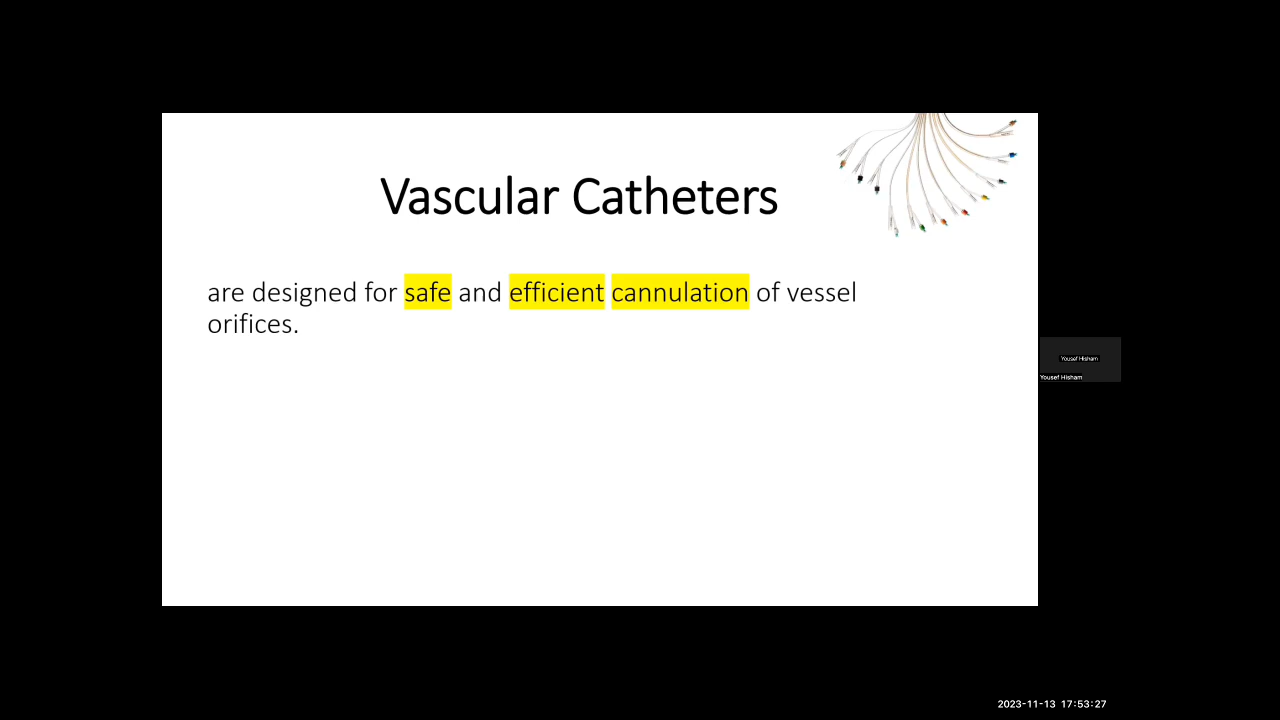 Vascular Catheters
are designed for safe and efficient cannulation of vessel
orifices.
Yousef Hisham
Yousef Hisham
2023-11-13 17:53:27